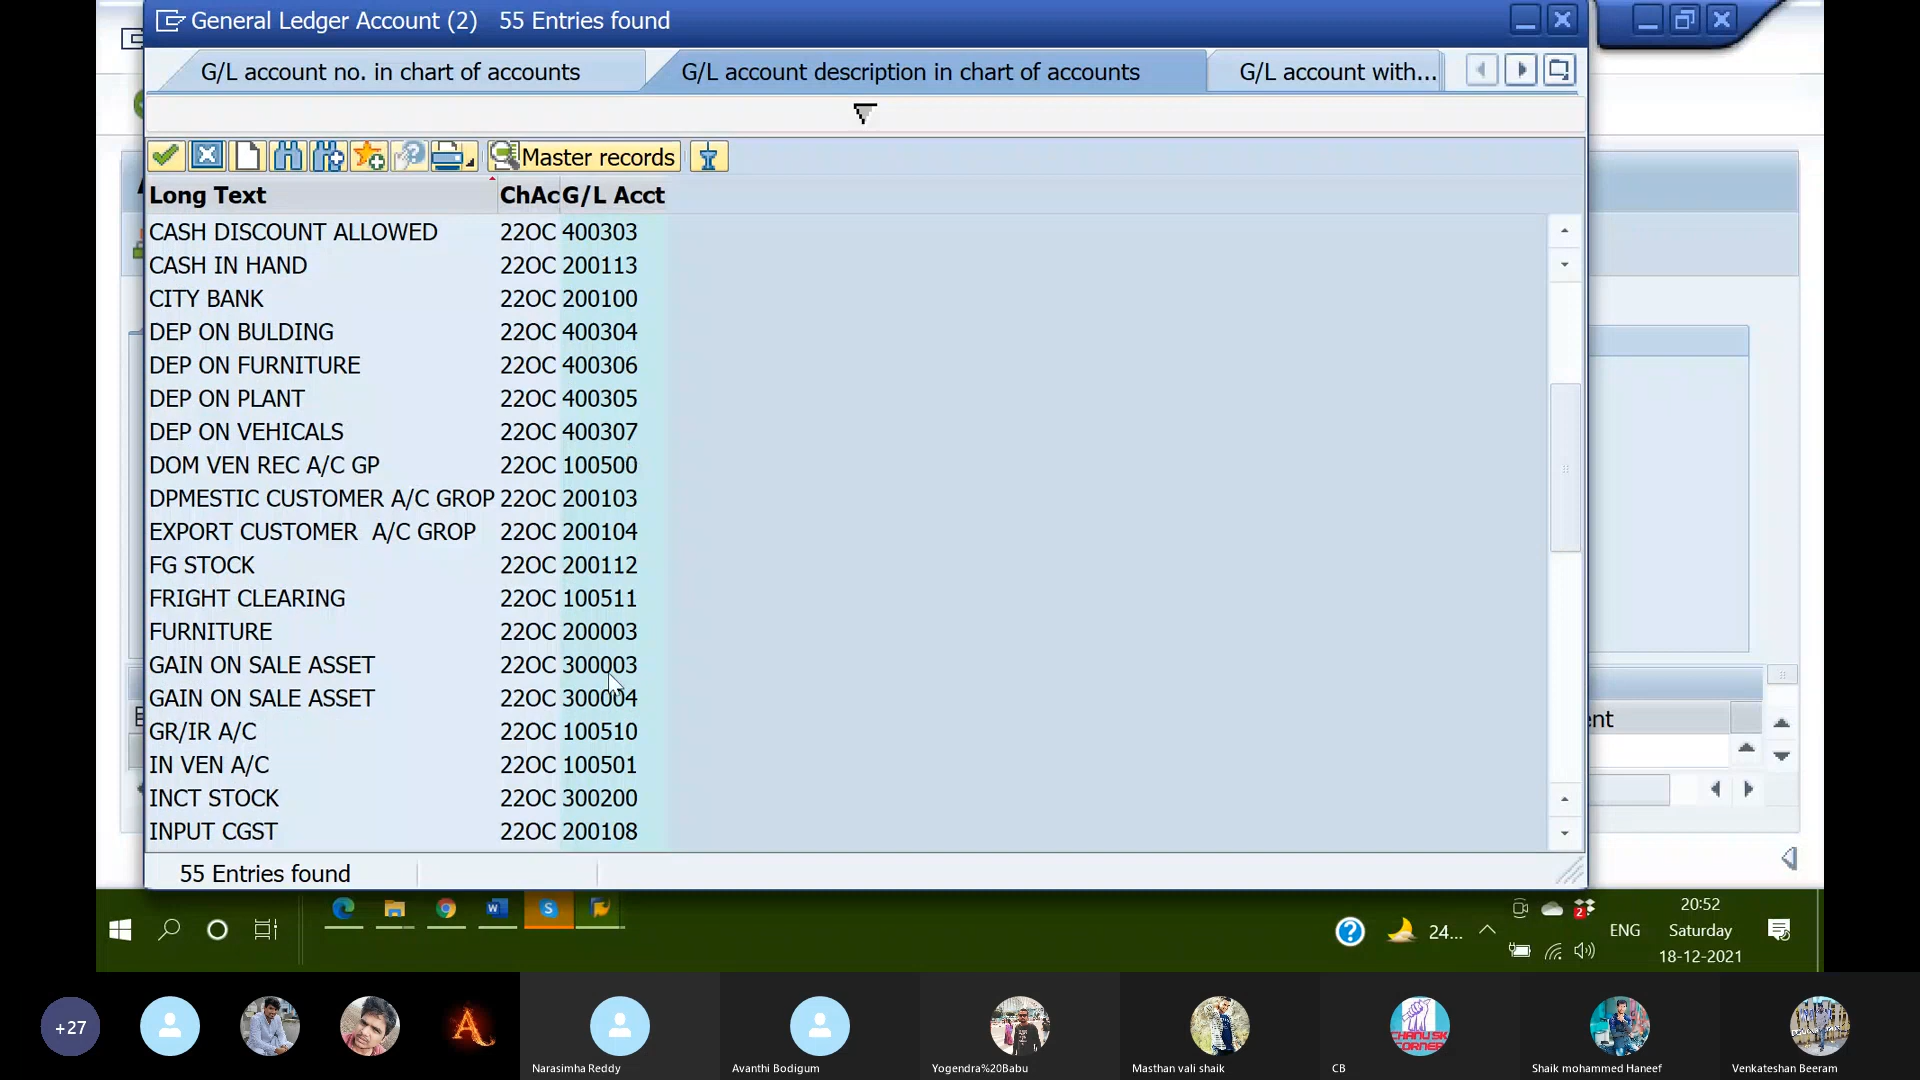 General Ledger Account (2) 55 Entries found
G/L account no. in chart of accounts
G/L account description in chart of accounts
G/L account with...
Master records
Long Text ChAc G/L Acct
CASH DISCOUNT ALLOWED 22OC 400303
CASH IN HAND 22OC 200113
CITY BANK 22OC 200100
DEP ON BULDING 22OC 400304
DEP ON FURNITURE 22OC 400306
DEP ON PLANT 22OC 400305
DEP ON VEHICALS 22OC 400307
DOM VEN REC A/C GP 22OC 100500
DPMESTIC CUSTOMER A/C GROP 22OC 200103
EXPORT CUSTOMER  A/C GROP 22OC 200104
FG STOCK 22OC 200112
FRIGHT CLEARING 22OC 100511
FURNITURE 22OC 200003
GAIN ON SALE ASSET 22OC 300003
GAIN ON SALE ASSET 22OC 300004
GR/IR A/C 22OC 100510
IN VEN A/C 22OC 100501
INCT STOCK 22OC 300200
INPUT CGST 22OC 200108
55 Entries found
nt
24...
2
ENG
20:52
Saturday
18-12-2021
+27
Narasimha Reddy
Avanthi Bodigum
Yogendra%20Babu
Masthan vali shaik
CHANU SK CORNER
CB
Shaik mohammed Haneef
Venkateshan Beeram